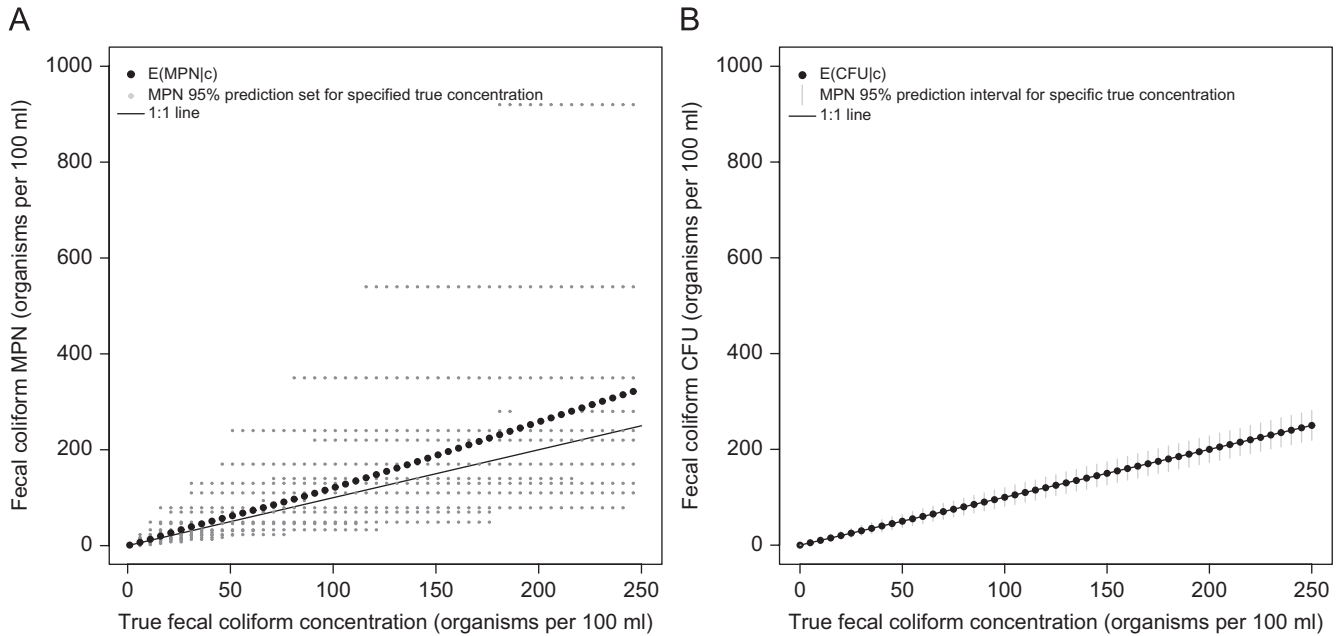 A
E(MPN|c)
MPN 95% prediction set for specified true concentration
1:1 line
Fecal coliform MPN (organisms per 100 ml)
1000
800
600
400
200
0
0 50 100 150 200 250
True fecal coliform concentration (organisms per 100 ml)
B
E(CFU|c)
MPN 95% prediction interval for specific true concentration
1:1 line
Fecal coliform CFU (organisms per 100 ml)
1000
800
600
400
200
0
0 50 100 150 200 250
True fecal coliform concentration (organisms per 100 ml)